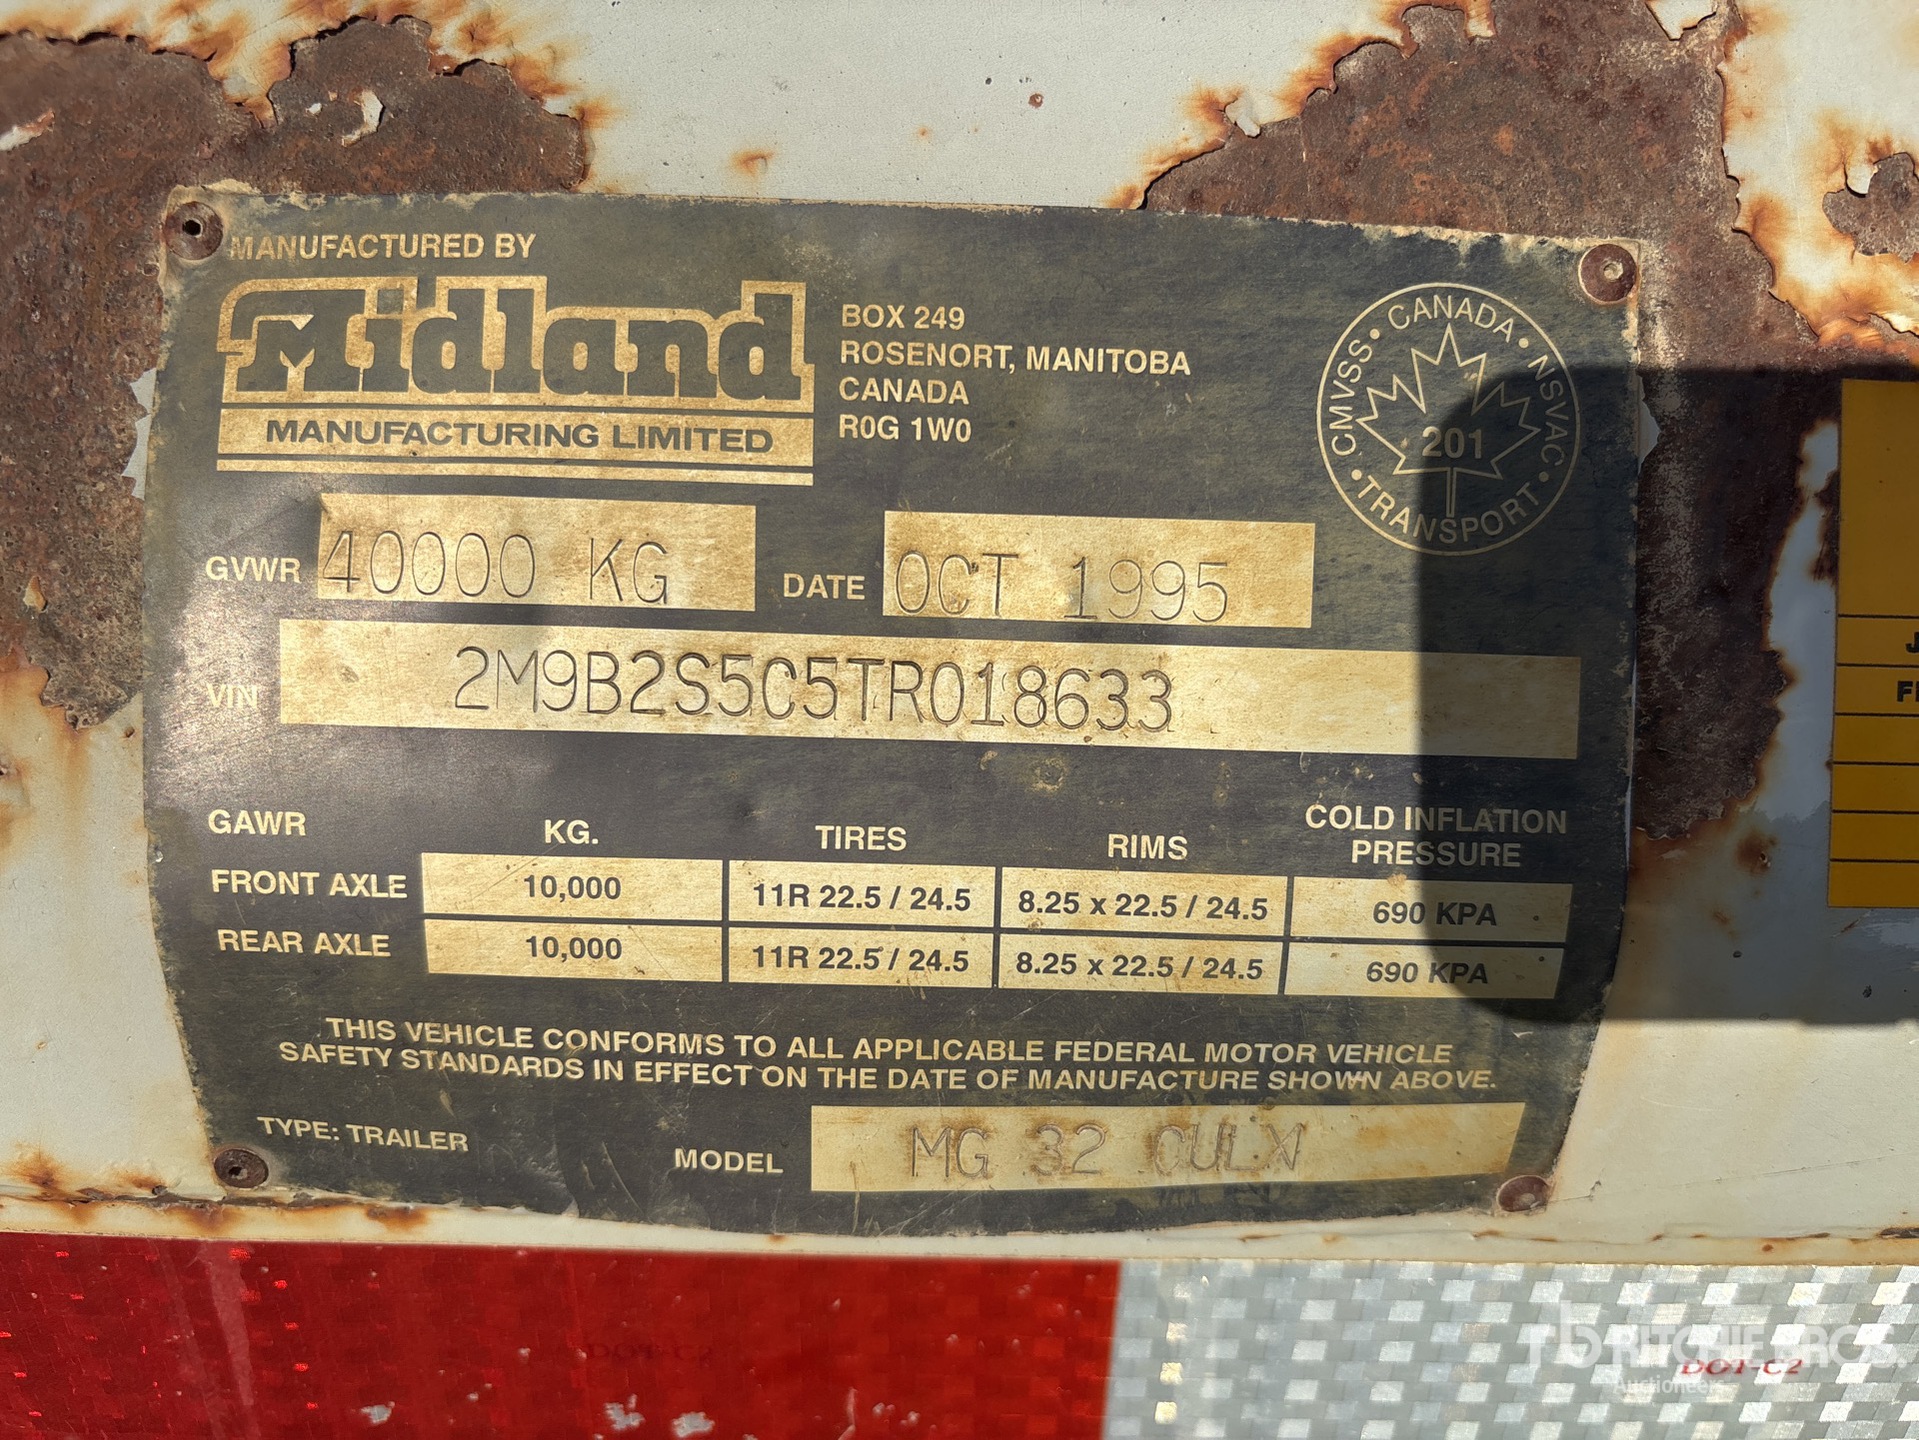 MANUFACTURED BY
Midland
MANUFACTURING LIMITED
BOX 249
ROSENORT, MANITOBA
CANADA
R0G 1W0
CANADA • NSVAC • TRANSPORT • CMVSS •
201
GVWR 40000 KG DATE OCT 1995
VIN 2M9B2S5C5TR018633
GAWR KG. TIRES RIMS COLD INFLATION PRESSURE
FRONT AXLE 10,000 11R 22.5 / 24.5 8.25 x 22.5 / 24.5 690 KPA
REAR AXLE 10,000 11R 22.5 / 24.5 8.25 x 22.5 / 24.5 690 KPA
THIS VEHICLE CONFORMS TO ALL APPLICABLE FEDERAL MOTOR VEHICLE
SAFETY STANDARDS IN EFFECT ON THE DATE OF MANUFACTURE SHOWN ABOVE.
TYPE: TRAILER MODEL MG 32
DOT-C2
DOT-C2
RITCHIE BROS.
Auctioneers